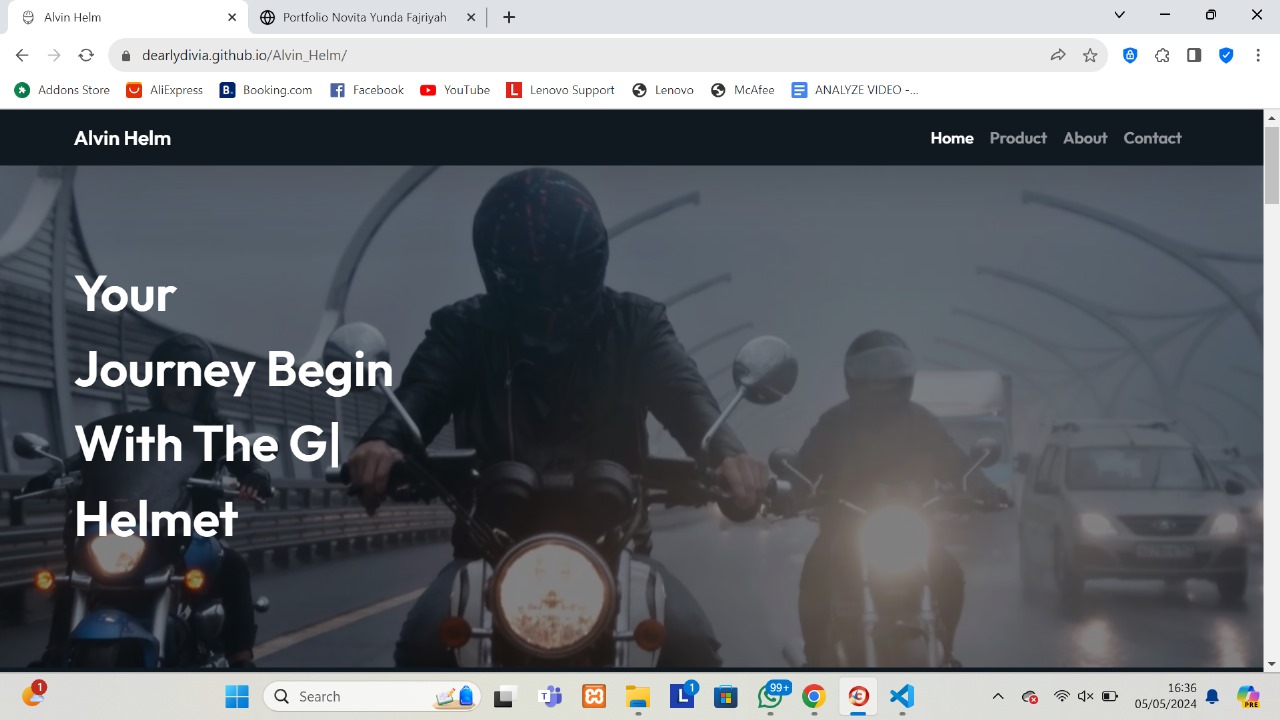 Alvin Helm
Portfolio Novita Yunda Fajriyah
dearlydivia.github.io/Alvin_Helm/
Addons Store
AliExpress
B.
Booking.com
Facebook
YouTube
L
Lenovo Support
Lenovo
McAfee
ANALYZE VIDEO -...
Alvin Helm
Home
Product
About
Contact
Your
Journey Begin
With The G|
Helmet
1
Search
T
L
1
99+
16:36
05/05/2024
PRE